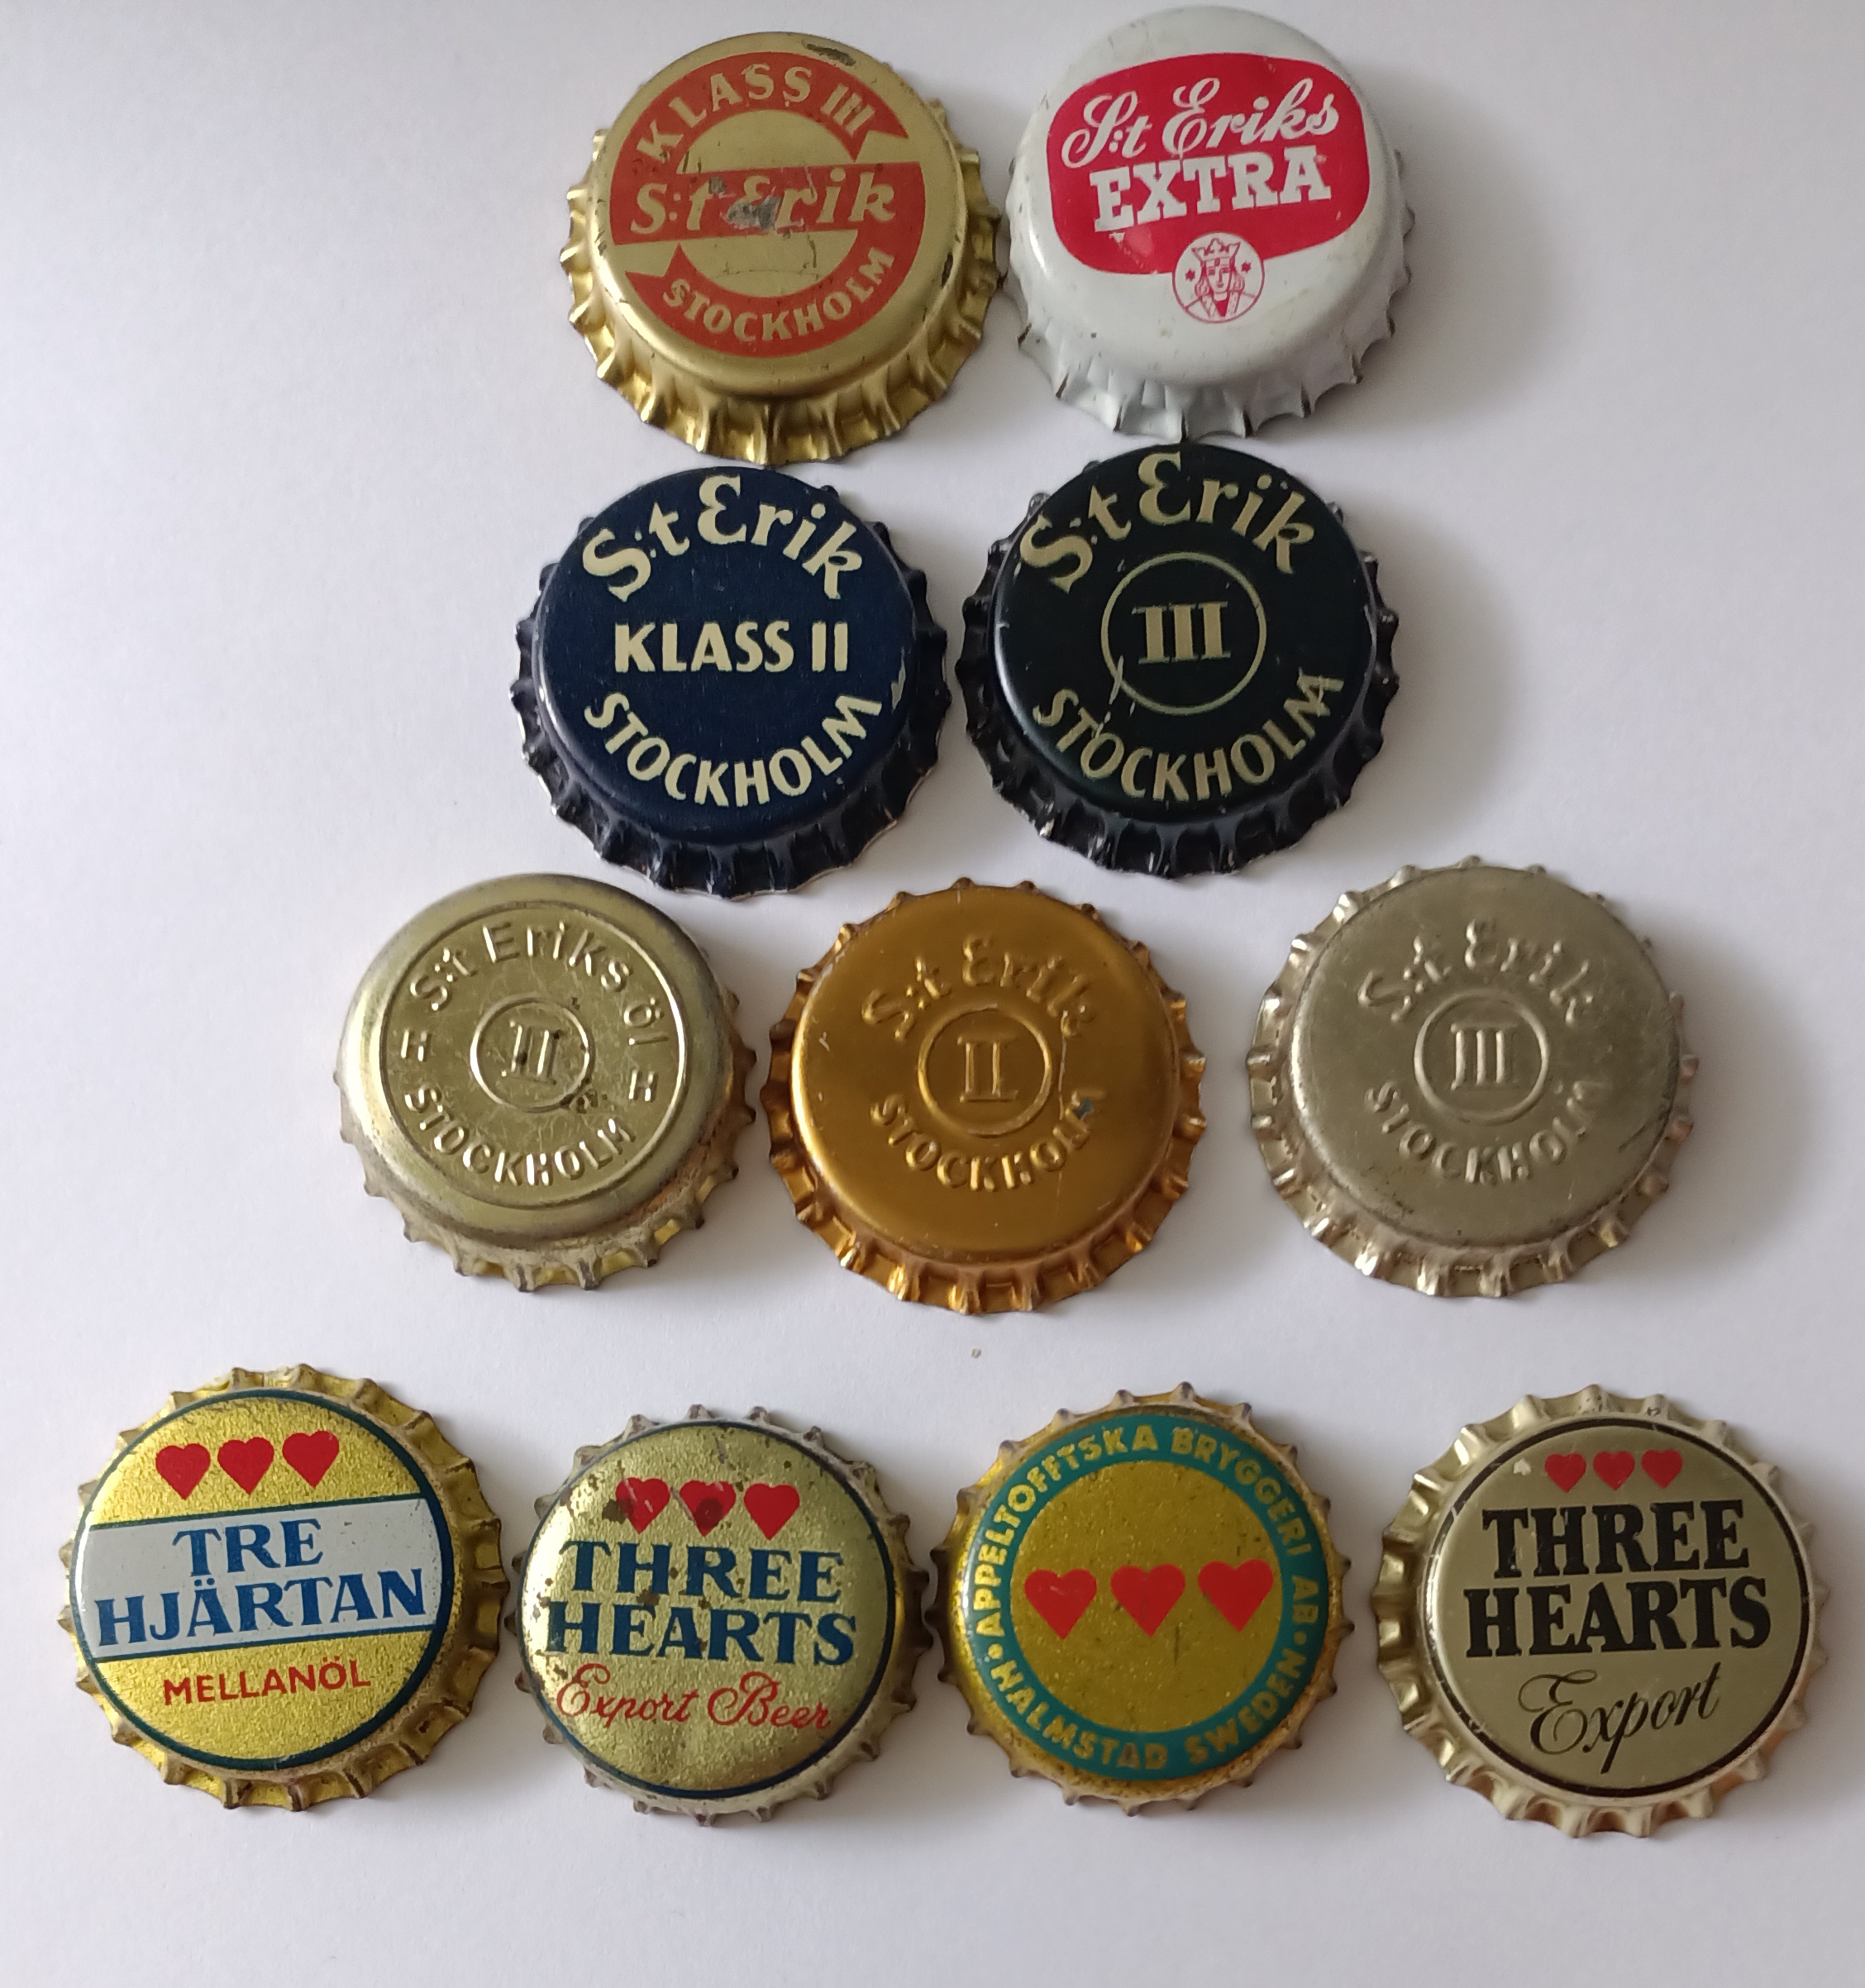 KLASS III
S:t Erik
STOCKHOLM
S:t Eriks
EXTRA
S:t Erik
KLASS II
STOCKHOLM
S:t Erik
III
STOCKHOLM
S:t Eriks öl
II
= STOCKHOLM =
S:t Erik
II
STOCKHOLM
S:t Erik
III
STOCKHOLM
TRE
HJÄRTAN
MELLANÖL
THREE
HEARTS
Export Beer
APPELTOFFTSKA BRYGGERI AB
• HALMSTAD SWEDEN •
THREE
HEARTS
Export